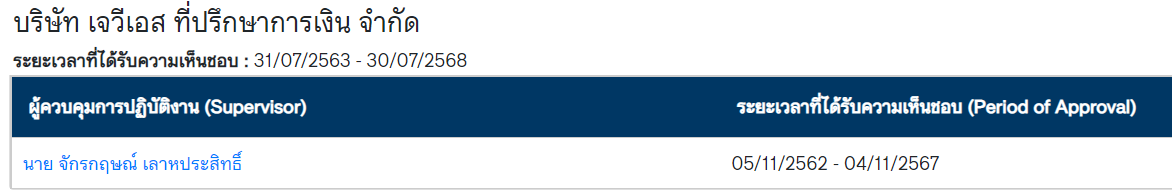 บริษัท เจวีเอส ที่ปรึกษาการเงิน จำกัด
ระยะเวลาที่ได้รับความเห็นชอบ : 31/07/2563 - 30/07/2568
ผู้ควบคุมการปฏิบัติงาน (Supervisor) ระยะเวลาที่ได้รับความเห็นชอบ (Period of Approval)
นาย จักรกฤษณ์ เลาหประสิทธิ์ 05/11/2562 - 04/11/2567